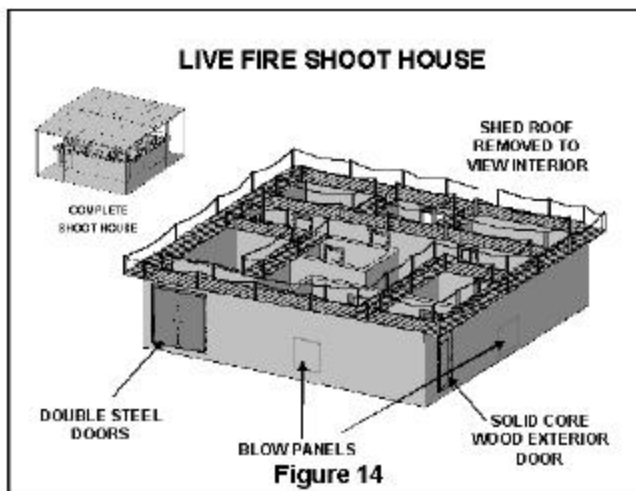 LIVE FIRE SHOOT HOUSE
SHED ROOF
REMOVED TO
VIEW INTERIOR
COMPLETE
SHOOT HOUSE
DOUBLE STEEL
DOORS
BLOW PANELS
SOLID CORE
WOOD EXTERIOR
DOOR
Figure 14